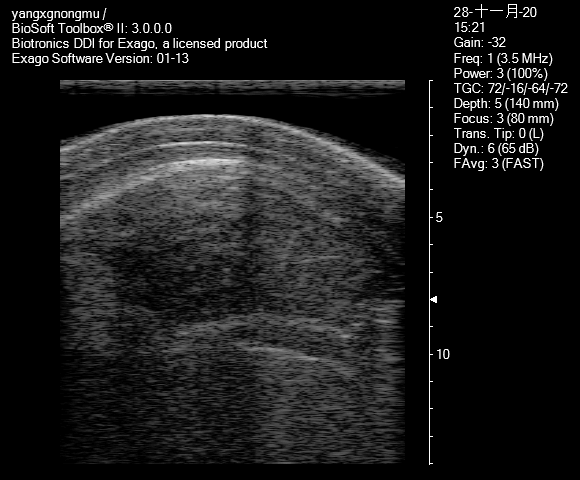 yangxgnongmu /
BioSoft Toolbox® II: 3.0.0.0
Biotronics DDI for Exago, a licensed product
Exago Software Version: 01-13
28-十一月-20
15:21
Gain: -32
Freq: 1 (3.5 MHz)
Power: 3 (100%)
TGC: 72/-16/-64/-72
Depth: 5 (140 mm)
Focus: 3 (80 mm)
Trans. Tip: 0 (L)
Dyn.: 6 (65 dB)
FAvg: 3 (FAST)
5
10